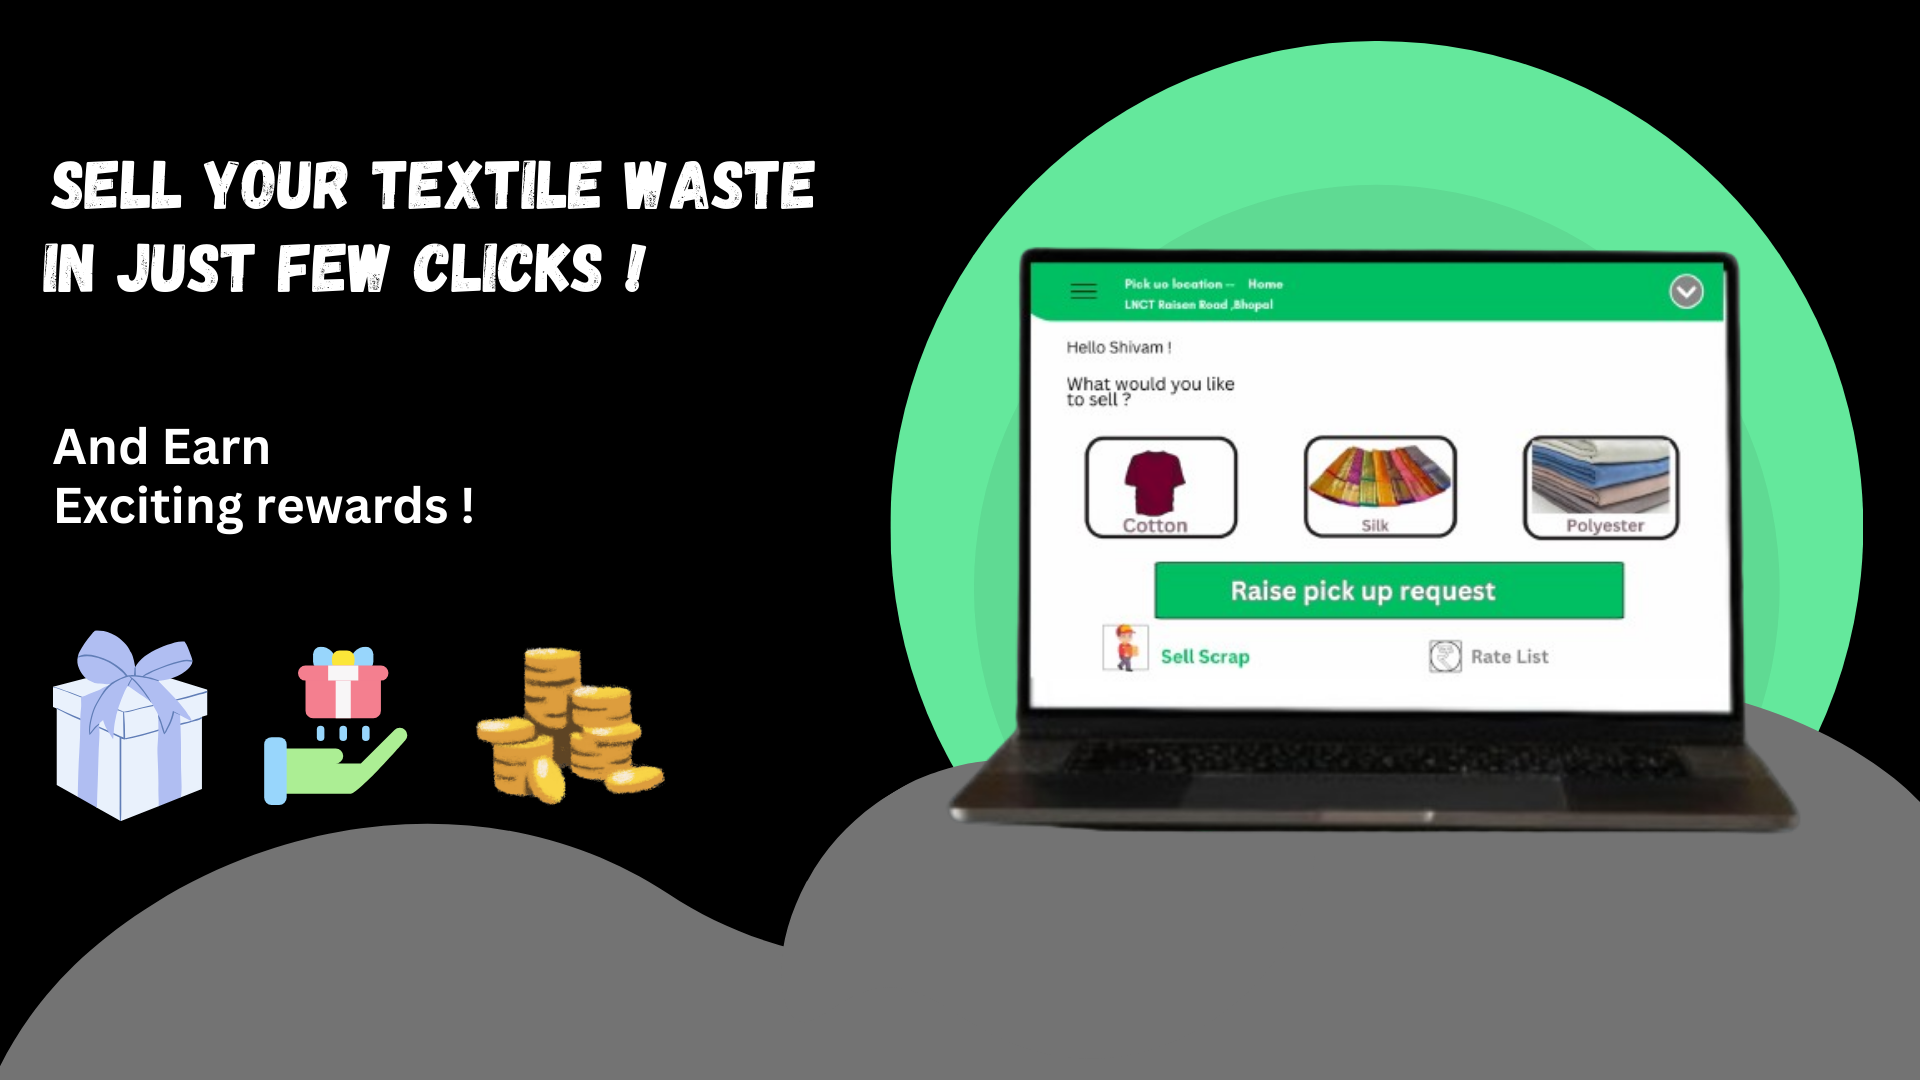 SELL YOUR TEXTILE WASTE
IN JUST FEW CLICKS !
And Earn
Exciting rewards !
Pick uo location — Home
LNCT Raisen Road ,Bhopal
Hello Shivam !
What would you like
to sell ?
Cotton
Silk
Polyester
Raise pick up request
Sell Scrap
Rate List